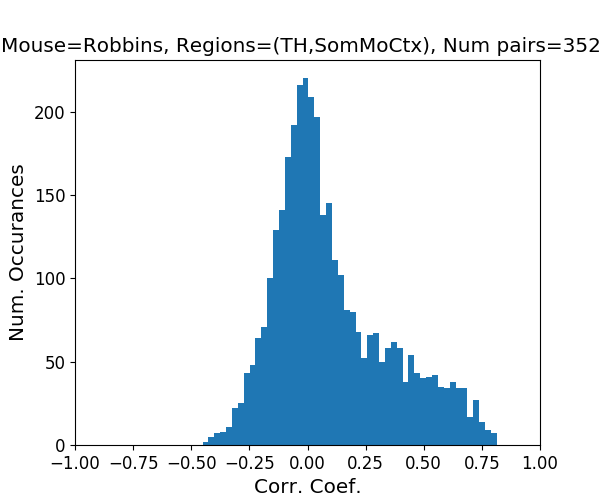 Mouse=Robbins, Regions=(TH,SomMoCtx), Num pairs=352
Num. Occurances
200
150
100
50
0
−1.00 −0.75 −0.50 −0.25 0.00 0.25 0.50 0.75 1.00
Corr. Coef.